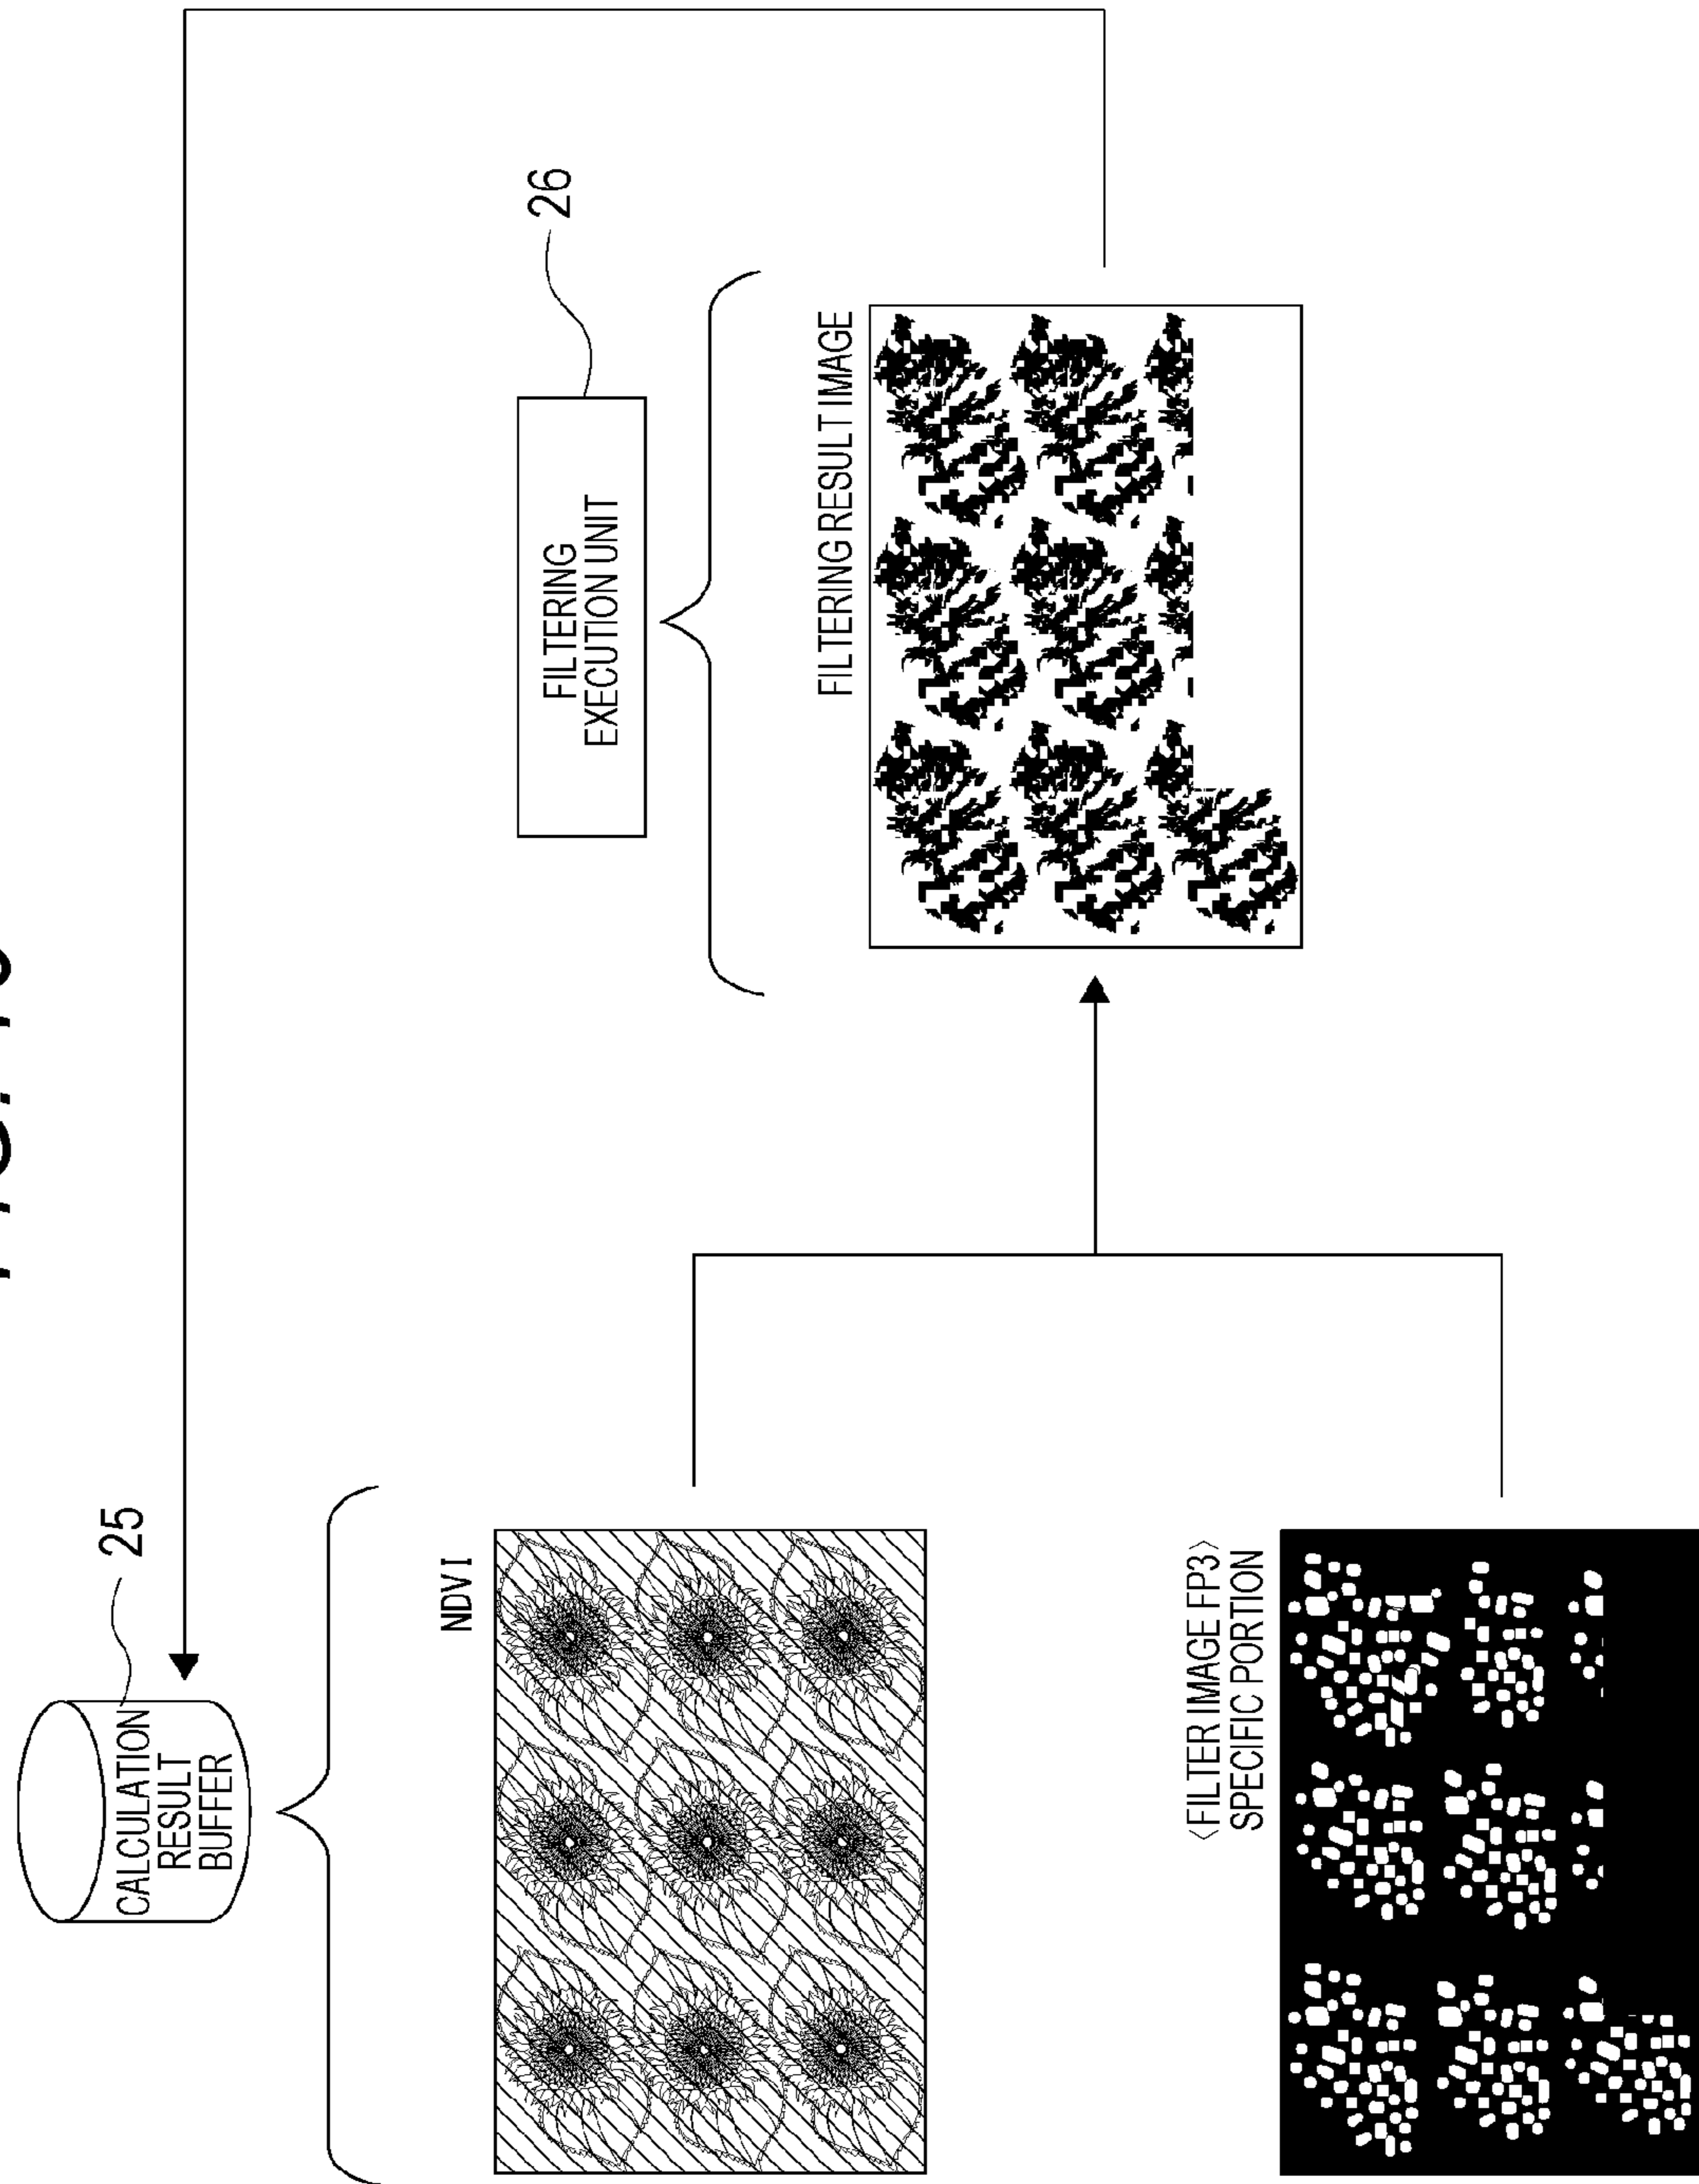 25
CALCULATION
RESULT
BUFFER
NDVI
<FILTER IMAGE FP3>
SPECIFIC PORTION
26
FILTERING
EXECUTION UNIT
FILTERING RESULT IMAGE